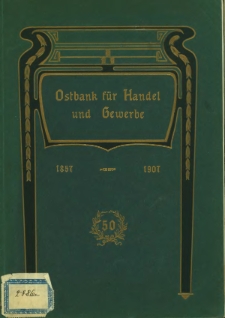 Ostbank für Handel
und Gewerbe
1857 1907
50